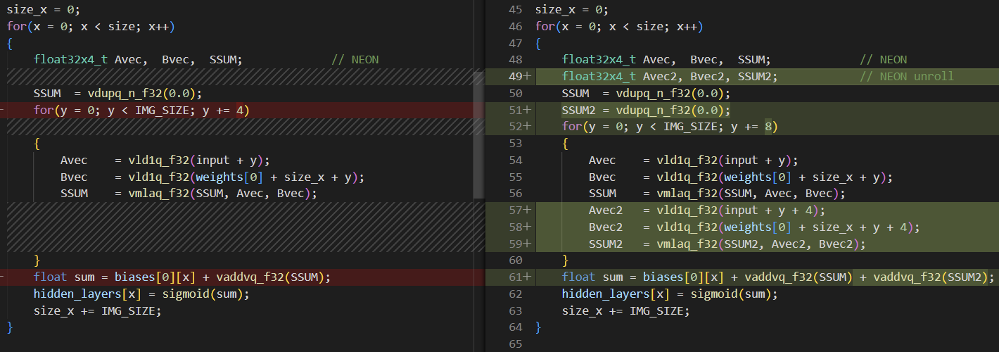 size_x = 0;
for(x = 0; x < size; x++)
{
    float32x4_t Avec,  Bvec,  SSUM;             // NEON
    SSUM  = vdupq_n_f32(0.0);
    for(y = 0; y < IMG_SIZE; y += 4)
    {
        Avec    = vld1q_f32(input + y);
        Bvec    = vld1q_f32(weights[0] + size_x + y);
        SSUM    = vmlaq_f32(SSUM, Avec, Bvec);
    }
    float sum = biases[0][x] + vaddvq_f32(SSUM);
    hidden_layers[x] = sigmoid(sum);
    size_x += IMG_SIZE;
}
45 size_x = 0;
46 for(x = 0; x < size; x++)
47 {
48     float32x4_t Avec,  Bvec,  SSUM;             // NEON
49+     float32x4_t Avec2, Bvec2, SSUM2;            // NEON unroll
50     SSUM  = vdupq_n_f32(0.0);
51+     SSUM2 = vdupq_n_f32(0.0);
52+     for(y = 0; y < IMG_SIZE; y += 8)
53     {
54         Avec    = vld1q_f32(input + y);
55         Bvec    = vld1q_f32(weights[0] + size_x + y);
56         SSUM    = vmlaq_f32(SSUM, Avec, Bvec);
57+         Avec2   = vld1q_f32(input + y + 4);
58+         Bvec2   = vld1q_f32(weights[0] + size_x + y + 4);
59+         SSUM2   = vmlaq_f32(SSUM2, Avec2, Bvec2);
60     }
61+     float sum = biases[0][x] + vaddvq_f32(SSUM) + vaddvq_f32(SSUM2);
62     hidden_layers[x] = sigmoid(sum);
63     size_x += IMG_SIZE;
64 }
65